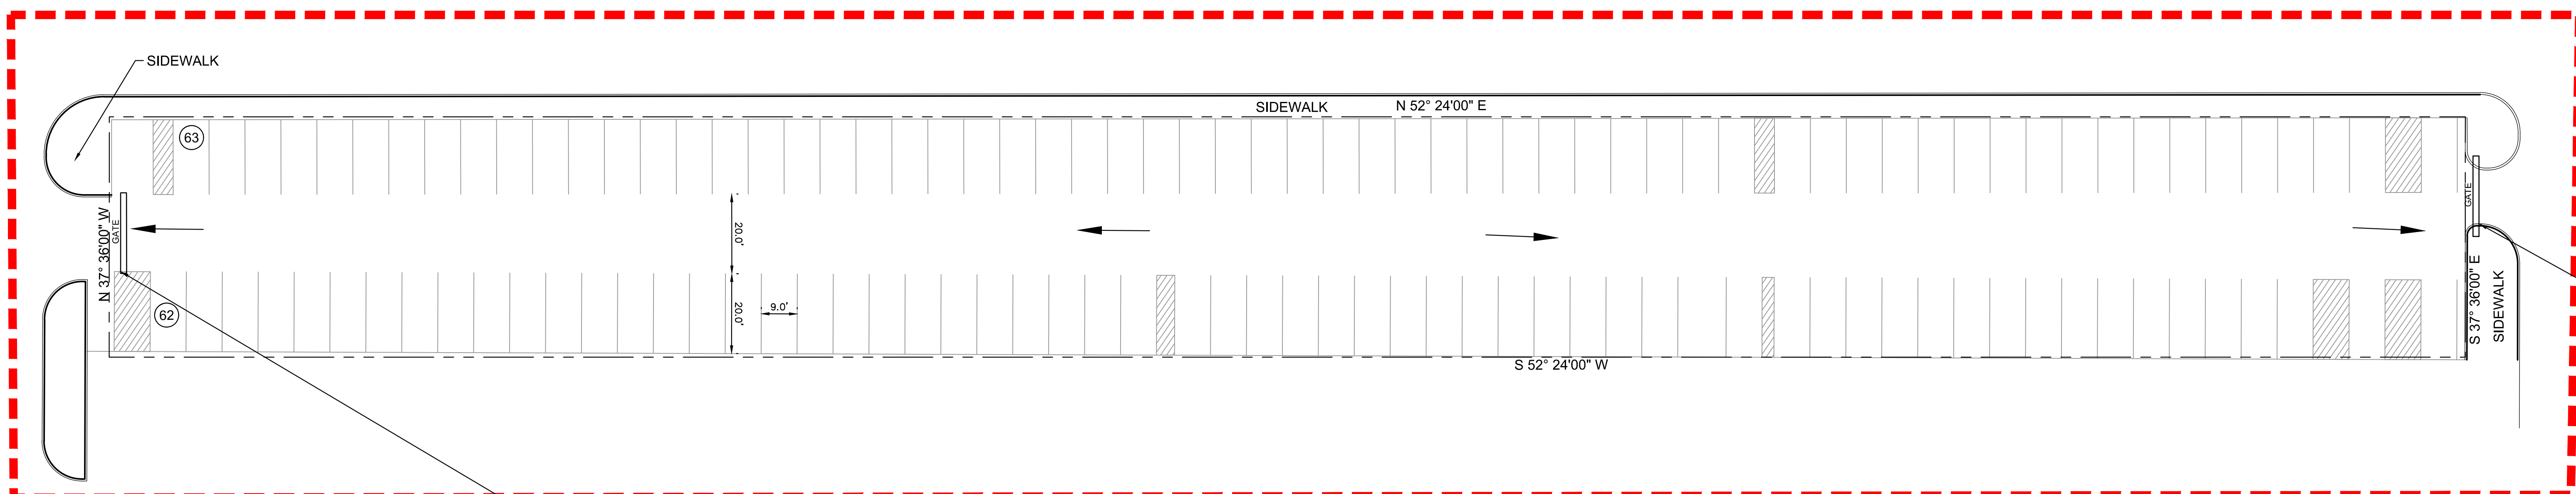 SIDEWALK
SIDEWALK
N 52° 24'00" E
63
N 37° 36'00" W
GATE
20.0'
20.0'
9.0'
62
GATE
S 37° 36'00" E
SIDEWALK
S 52° 24'00" W